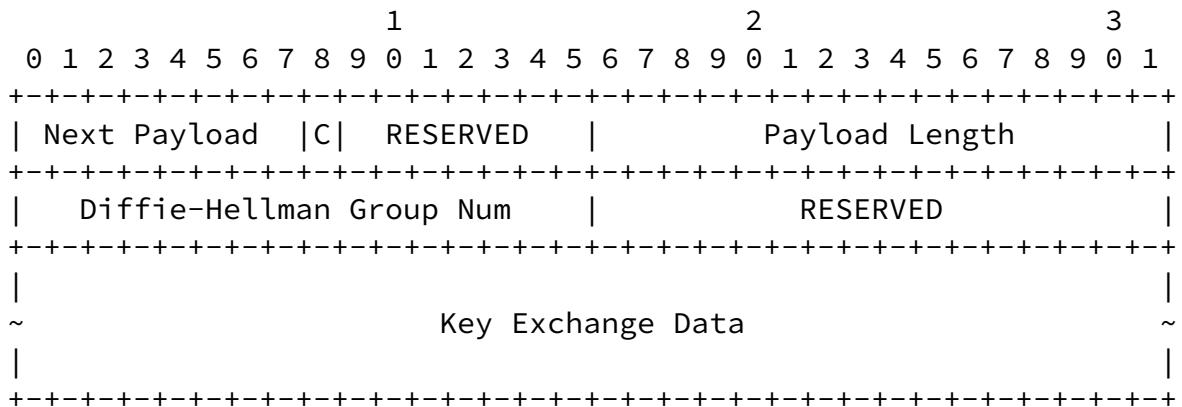 1                   2                   3
 0 1 2 3 4 5 6 7 8 9 0 1 2 3 4 5 6 7 8 9 0 1 2 3 4 5 6 7 8 9 0 1
+-+-+-+-+-+-+-+-+-+-+-+-+-+-+-+-+-+-+-+-+-+-+-+-+-+-+-+-+-+-+-+-+
| Next Payload  |C|  RESERVED   |         Payload Length        |
+-+-+-+-+-+-+-+-+-+-+-+-+-+-+-+-+-+-+-+-+-+-+-+-+-+-+-+-+-+-+-+-+
|   Diffie-Hellman Group Num    |           RESERVED            |
+-+-+-+-+-+-+-+-+-+-+-+-+-+-+-+-+-+-+-+-+-+-+-+-+-+-+-+-+-+-+-+-+
|                                                               |
~                       Key Exchange Data                       ~
|                                                               |
+-+-+-+-+-+-+-+-+-+-+-+-+-+-+-+-+-+-+-+-+-+-+-+-+-+-+-+-+-+-+-+-+